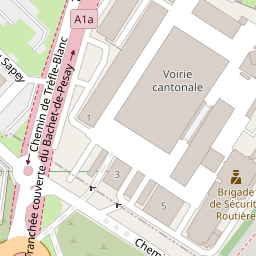 A1a
Sapey
Chemin de Trèfle-Blanc
Tranchée couverte du Bachet-de-Pesay
Voirie
cantonale
1
3
5
Brigade
de Sécurit
Routière
Chem